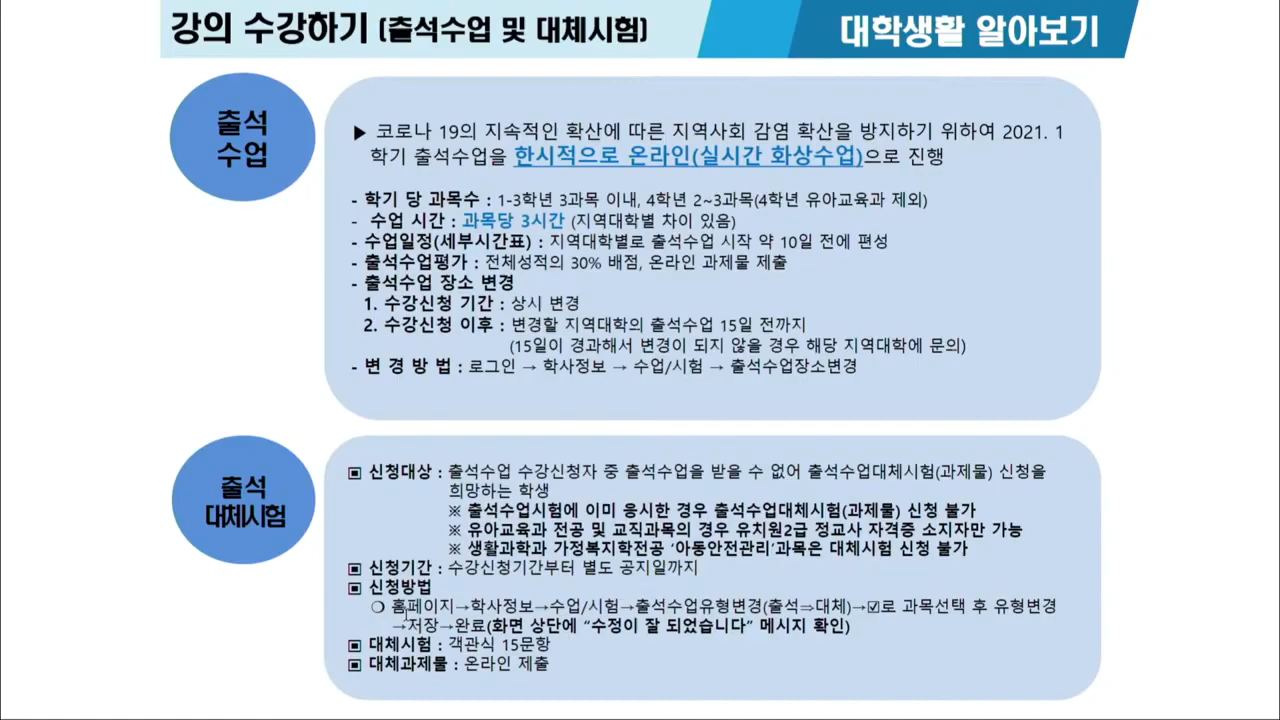 강의 수강하기 (출석수업 및 대체시험)
대학생활 알아보기
출석
수업
▶ 코로나 19의 지속적인 확산에 따른 지역사회 감염 확산을 방지하기 위하여 2021. 1
학기 출석수업을 한시적으로 온라인(실시간 화상수업)으로 진행
- 학기 당 과목수 : 1-3학년 3과목 이내, 4학년 2~3과목(4학년 유아교육과 제외)
- 수업 시간 : 과목당 3시간 (지역대학별 차이 있음)
- 수업일정(세부시간표) : 지역대학별로 출석수업 시작 약 10일 전에 편성
- 출석수업평가 : 전체성적의 30% 배점, 온라인 과제물 제출
- 출석수업 장소 변경
1. 수강신청 기간 : 상시 변경
2. 수강신청 이후 : 변경할 지역대학의 출석수업 15일 전까지
(15일이 경과해서 변경이 되지 않을 경우 해당 지역대학에 문의)
- 변 경 방 법 : 로그인 → 학사정보 → 수업/시험 → 출석수업장소변경
출석
대체시험
▣ 신청대상 : 출석수업 수강신청자 중 출석수업을 받을 수 없어 출석수업대체시험(과제물) 신청을
희망하는 학생
※ 출석수업시험에 이미 응시한 경우 출석수업대체시험(과제물) 신청 불가
※ 유아교육과 전공 및 교직과목의 경우 유치원2급 정교사 자격증 소지자만 가능
※ 생활과학과 가정복지학전공 '아동안전관리'과목은 대체시험 신청 불가
▣ 신청기간 : 수강신청기간부터 별도 공지일까지
▣ 신청방법
❍ 홈페이지→학사정보→수업/시험→출석수업유형변경(출석⇒대체)→☑로 과목선택 후 유형변경
→저장→완료(화면 상단에 “수정이 잘 되었습니다” 메시지 확인)
▣ 대체시험 : 객관식 15문항
▣ 대체과제물 : 온라인 제출